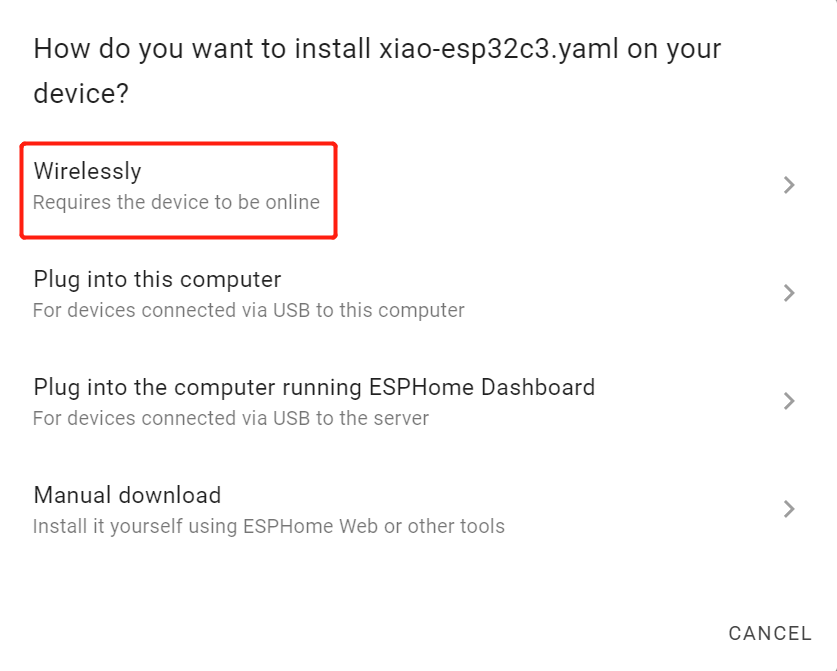 How do you want to install xiao-esp32c3.yaml on your
device?
Wirelessly
Requires the device to be online
Plug into this computer
For devices connected via USB to this computer
Plug into the computer running ESPHome Dashboard
For devices connected via USB to the server
Manual download
Install it yourself using ESPHome Web or other tools
CANCEL